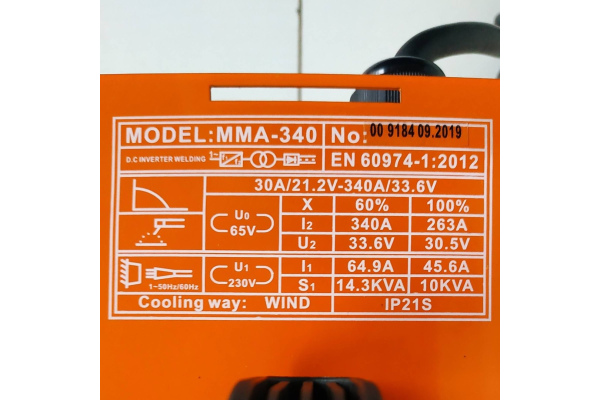 MODEL:MMA-340 No: 00 9184 09.2019
D.C INVERTER WELDING 1~ EN 60974-1:2012
30A/21.2V-340A/33.6V
U0 65V X 60% 100%
I2 340A 263A
U2 33.6V 30.5V
1~50Hz/60Hz U1 230V I1 64.9A 45.6A
S1 14.3KVA 10KVA
Cooling way: WIND IP21S